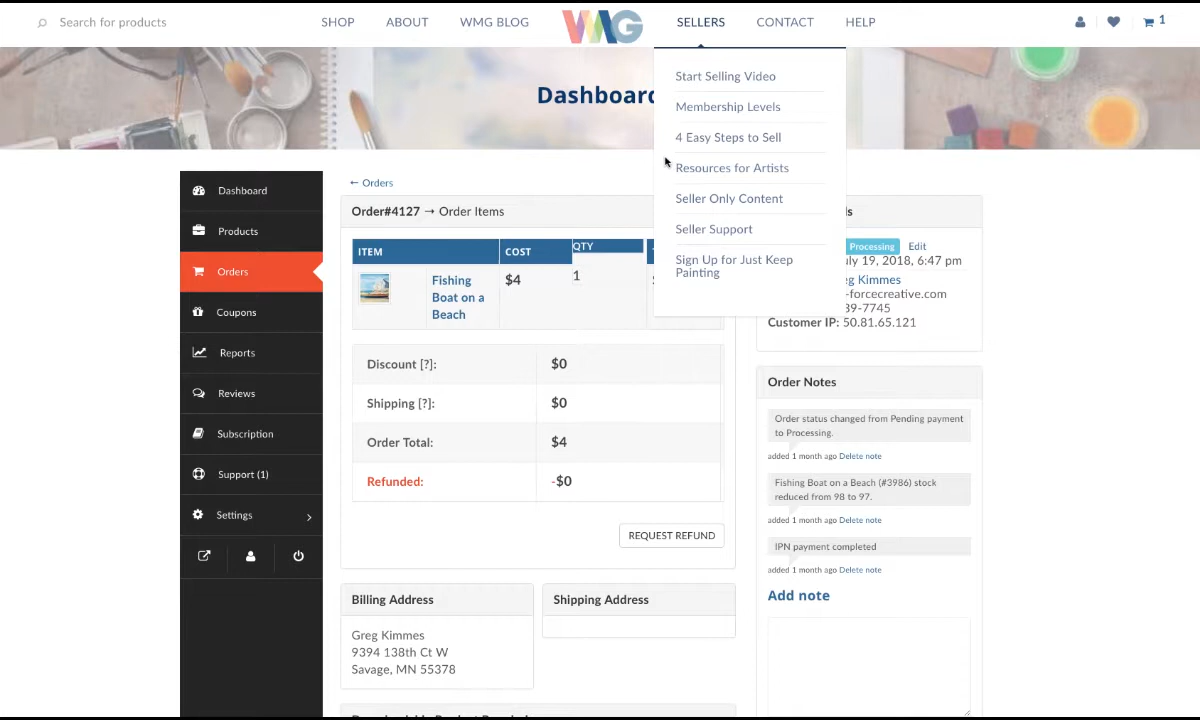 Search for products
SHOP
ABOUT
WMG BLOG
WMG
SELLERS
CONTACT
HELP
1
Start Selling Video
Membership Levels
4 Easy Steps to Sell
Resources for Artists
Seller Only Content
Seller Support
Sign Up for Just Keep
Painting
Dashboard
Products
Orders
Coupons
Reports
Reviews
Subscription
Support (1)
Settings
← Orders
Order#4127 → Order Items
ITEM
COST
QTY
Fishing
Boat on a
Beach
$4
1
Discount [?]:
$0
Shipping [?]:
$0
Order Total:
$4
Refunded:
-$0
REQUEST REFUND
Billing Address
Greg Kimmes
9394 138th Ct W
Savage, MN 55378
Shipping Address
Processing
Edit
uly 19, 2018, 6:47 pm
eg Kimmes
-forcecreative.com
39-7745
Customer IP: 50.81.65.121
Order Notes
Order status changed from Pending payment
to Processing.
added 1 month ago Delete note
Fishing Boat on a Beach (#3986) stock
reduced from 98 to 97.
added 1 month ago Delete note
IPN payment completed
added 1 month ago Delete note
Add note